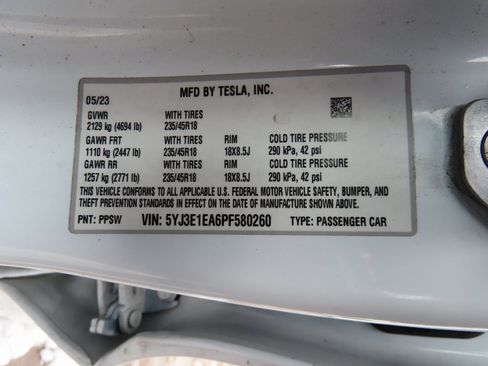 MFD BY TESLA, INC.
05/23
GVWR WITH TIRES
2129 kg (4694 lb) 235/45R18
GAWR FRT WITH TIRES RIM COLD TIRE PRESSURE
1110 kg (2447 lb) 235/45R18 18X8.5J 290 kPa, 42 psi
GAWR RR WITH TIRES RIM COLD TIRE PRESSURE
1257 kg (2771 lb) 235/45R18 18X8.5J 290 kPa, 42 psi
THIS VEHICLE CONFORMS TO ALL APPLICABLE U.S. FEDERAL MOTOR VEHICLE SAFETY, BUMPER, AND
THEFT PREVENTION STANDARDS IN EFFECT ON THE DATE OF MANUFACTURE SHOWN ABOVE.
PNT: PPSW VIN: 5YJ3E1EA6PF580260 TYPE: PASSENGER CAR